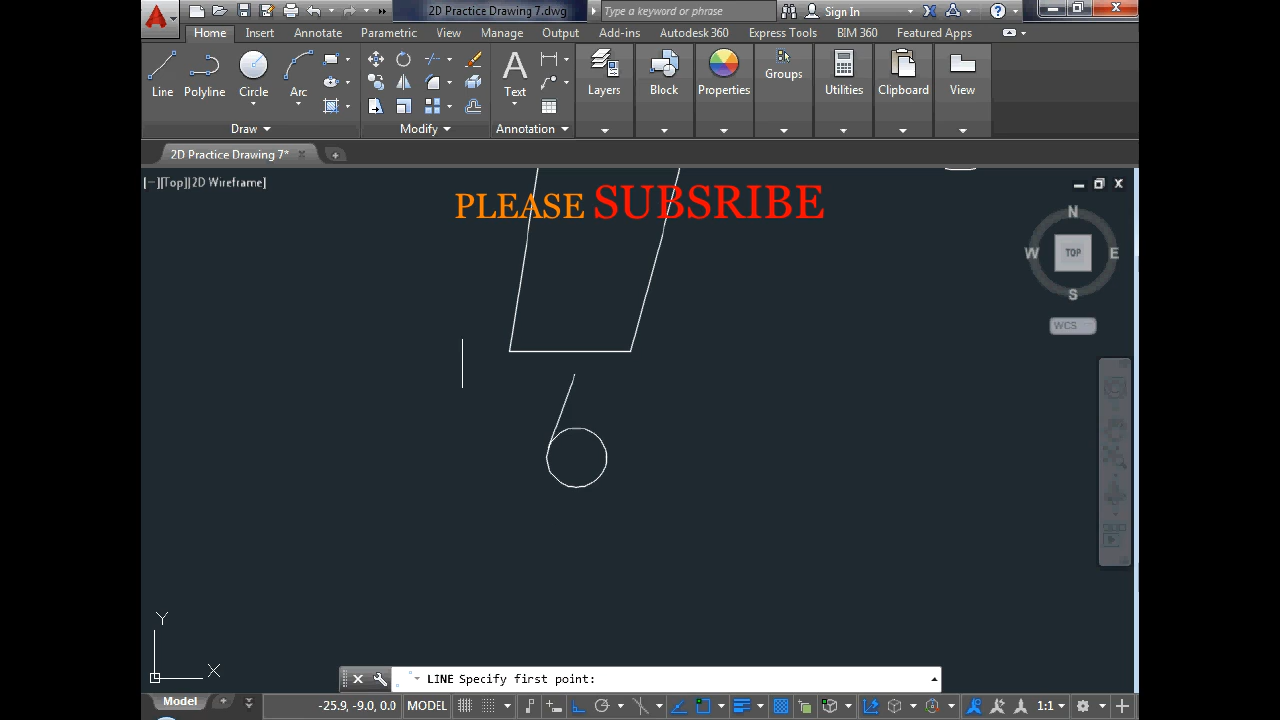 2D Practice Drawing 7.dwg
Type a keyword or phrase
Sign In
Home Insert Annotate Parametric View Manage Output Add-ins Autodesk 360 Express Tools BIM 360 Featured Apps
Line Polyline Circle Arc Text Layers Block Properties Groups Utilities Clipboard View
Draw Modify Annotation
2D Practice Drawing 7*
[−][Top][2D Wireframe]
PLEASE SUBSRIBE
N
W TOP E
S
WCS
Y
X
LINE Specify first point:
Model -25.9, -9.0, 0.0 MODEL 1:1